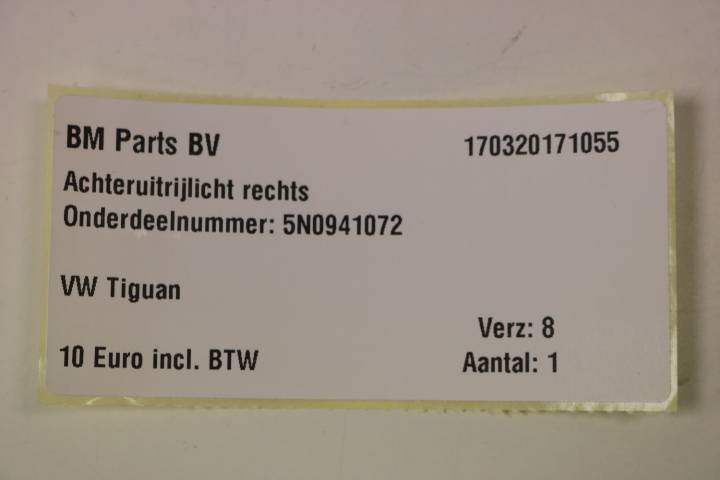 BM Parts BV 170320171055
Achteruitrijlicht rechts
Onderdeelnummer: 5N0941072
VW Tiguan
Verz: 8
10 Euro incl. BTW Aantal: 1